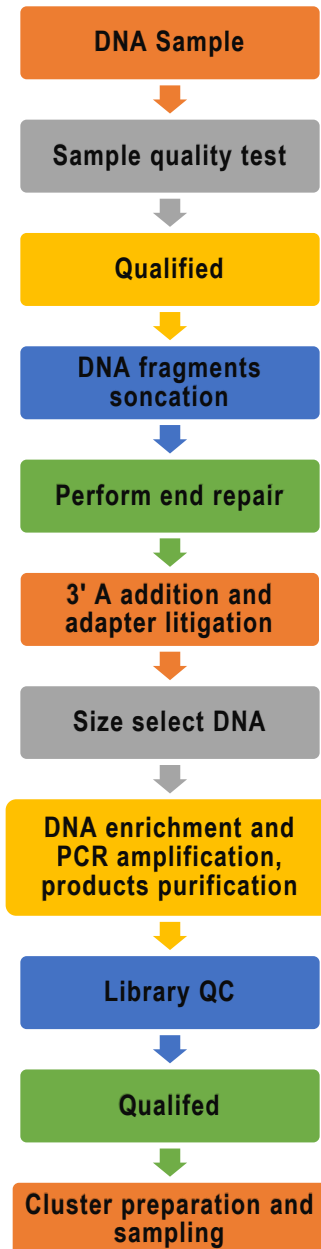 DNA Sample
Sample quality test
Qualified
DNA fragments
soncation
Perform end repair
3' A addition and
adapter litigation
Size select DNA
DNA enrichment and
PCR amplification,
products purification
Library QC
Qualifed
Cluster preparation and
sampling